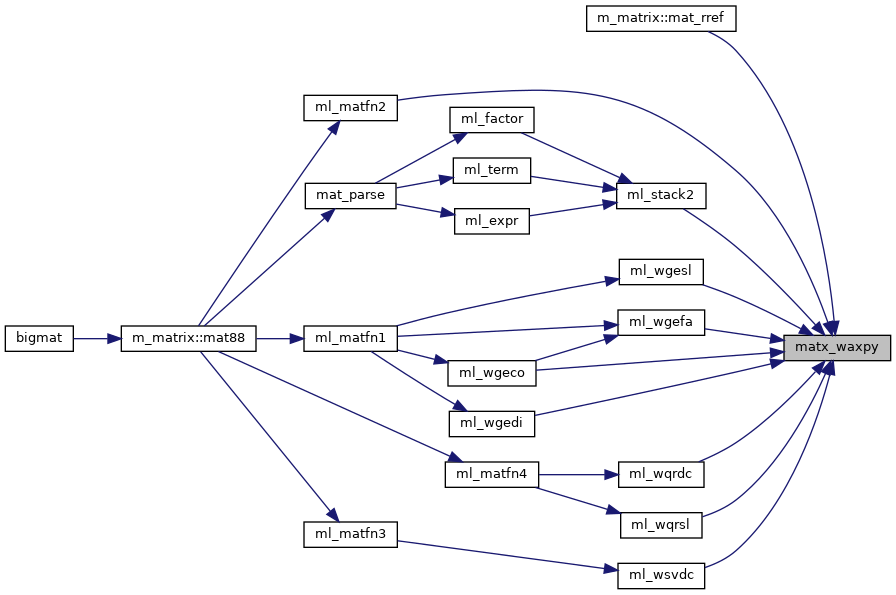 m_matrix::mat_rref
ml_matfn2
ml_factor
ml_term
mat_parse
ml_stack2
ml_expr
ml_wgesl
ml_wgefa
bigmat
m_matrix::mat88
ml_matfn1
matx_waxpy
ml_wgeco
ml_wgedi
ml_matfn4
ml_wqrdc
ml_wqrsl
ml_matfn3
ml_wsvdc